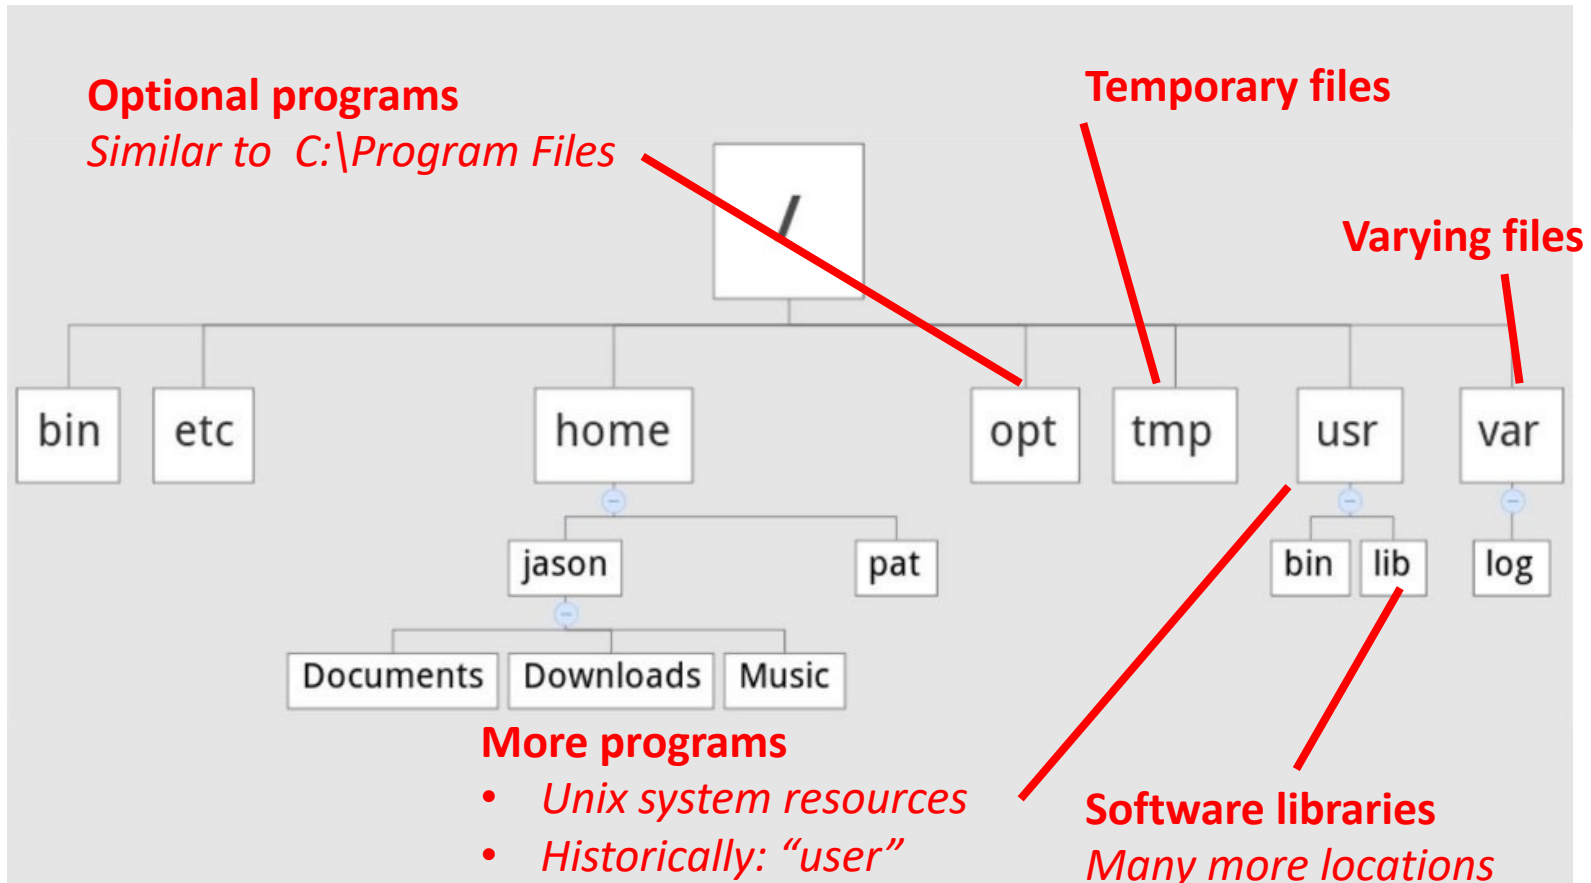 Optional programs
Similar to C:\Program Files
Temporary files
Varying files
/
bin
etc
home
opt
tmp
usr
var
jason
pat
bin
lib
log
Documents
Downloads
Music
More programs
• Unix system resources
• Historically: “user”
Software libraries
Many more locations